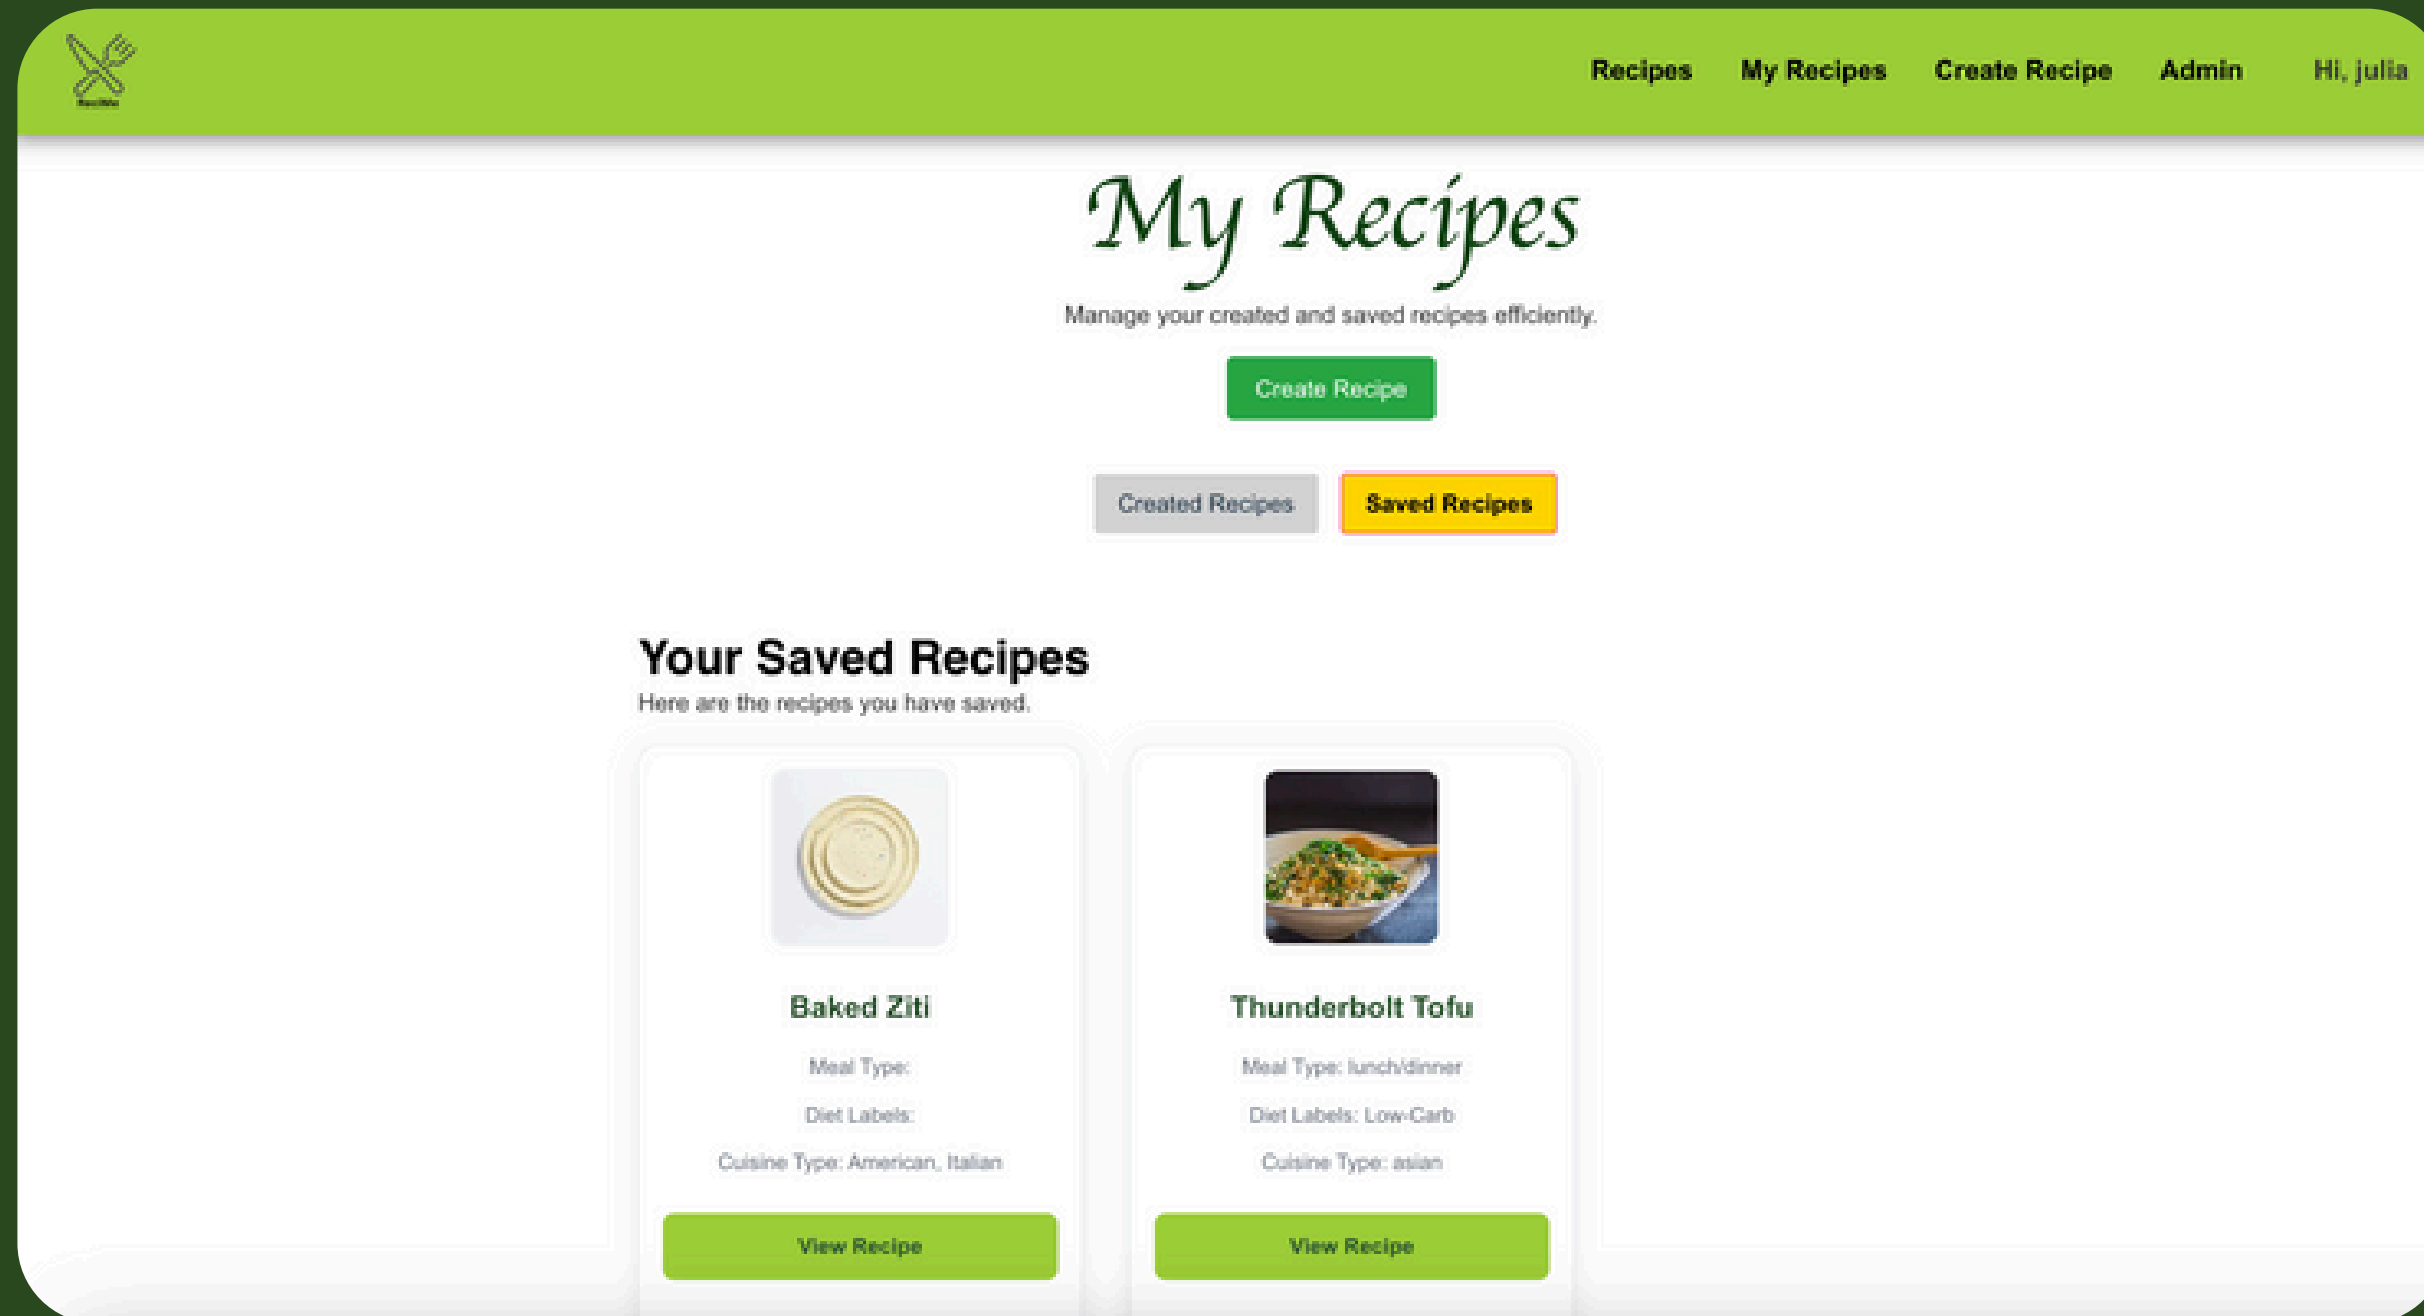 Recipes My Recipes Create Recipe Admin Hi, julia
My Recipes
Manage your created and saved recipes efficiently.
Create Recipe
Created Recipes Saved Recipes
Your Saved Recipes
Here are the recipes you have saved.
Baked Ziti Thunderbolt Tofu
Meal Type: Meal Type: lunch/dinner
Diet Labels: Diet Labels: Low-Carb
Cuisine Type: American, Italian Cuisine Type: asian
View Recipe View Recipe